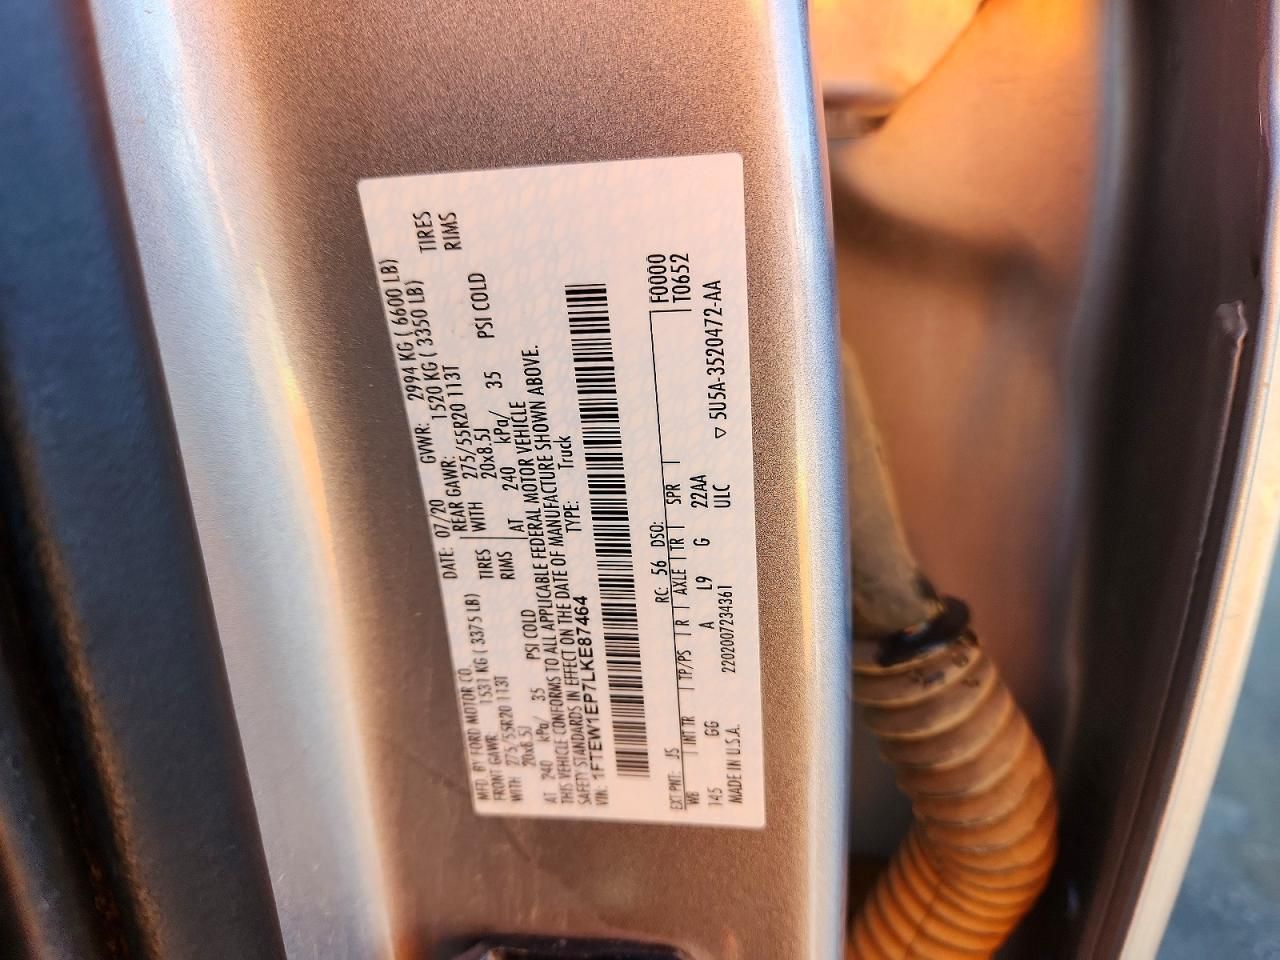 MFD. BY FORD MOTOR CO.
DATE: 07/20 GVWR: 2994 KG ( 6600 LB)
FRONT GAWR: 1531 KG ( 3375 LB) REAR GAWR: 1520 KG ( 3350 LB)
WITH 275/55R20 113T TIRES WITH 275/55R20 113T TIRES
20x8.5J RIMS 20x8.5J RIMS
AT 240 kPa/ 35 PSI COLD AT 240 kPa/ 35 PSI COLD
THIS VEHICLE CONFORMS TO ALL APPLICABLE FEDERAL MOTOR VEHICLE
SAFETY STANDARDS IN EFFECT ON THE DATE OF MANUFACTURE SHOWN ABOVE.
VIN: 1FTEW1EP7LKE87464 TYPE: Truck
F0000
T0652
EXT PNT: JS RC: 56 DSO:
WB INT TR TP/PS R AXLE TR SPR
145 GG A L9 G 22AA
MADE IN U.S.A. 2202007234361 ULC ▽ 5U5A-3520472-AA